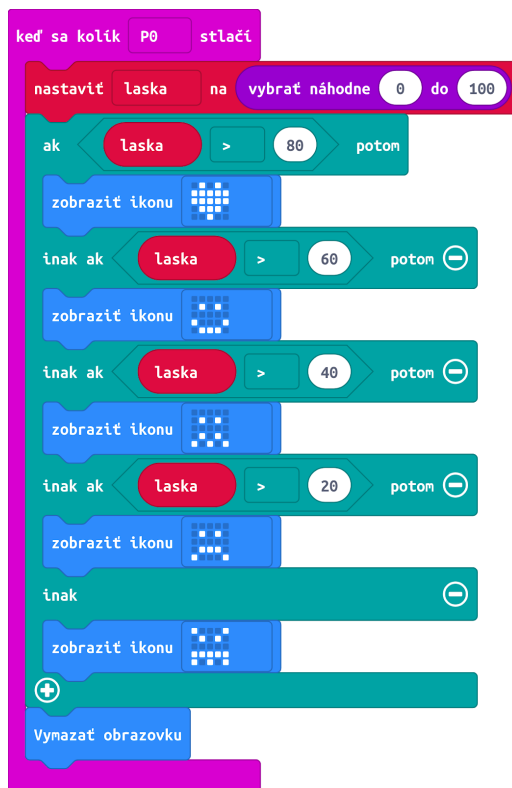 keď sa kolík P0 stlačí
nastaviť laska na vybrať náhodne 0 do 100
ak laska > 80 potom
zobraziť ikonu
inak ak laska > 60 potom
zobraziť ikonu
inak ak laska > 40 potom
zobraziť ikonu
inak ak laska > 20 potom
zobraziť ikonu
inak
zobraziť ikonu
Vymazať obrazovku